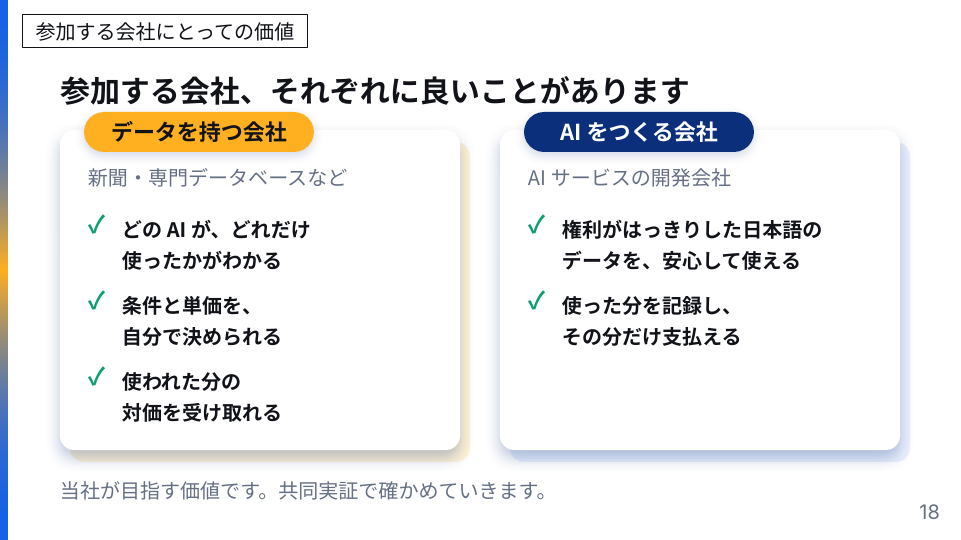 参加する会社にとっての価値
参加する会社、それぞれに良いことがあります
データを持つ会社
新聞・専門データベースなど
✓ どの AI が、どれだけ
使ったかがわかる
✓ 条件と単価を、
自分で決められる
✓ 使われた分の
対価を受け取れる
AI をつくる会社
AI サービスの開発会社
✓ 権利がはっきりした日本語の
データを、安心して使える
✓ 使った分を記録し、
その分だけ支払える
当社が目指す価値です。共同実証で確かめていきます。
18